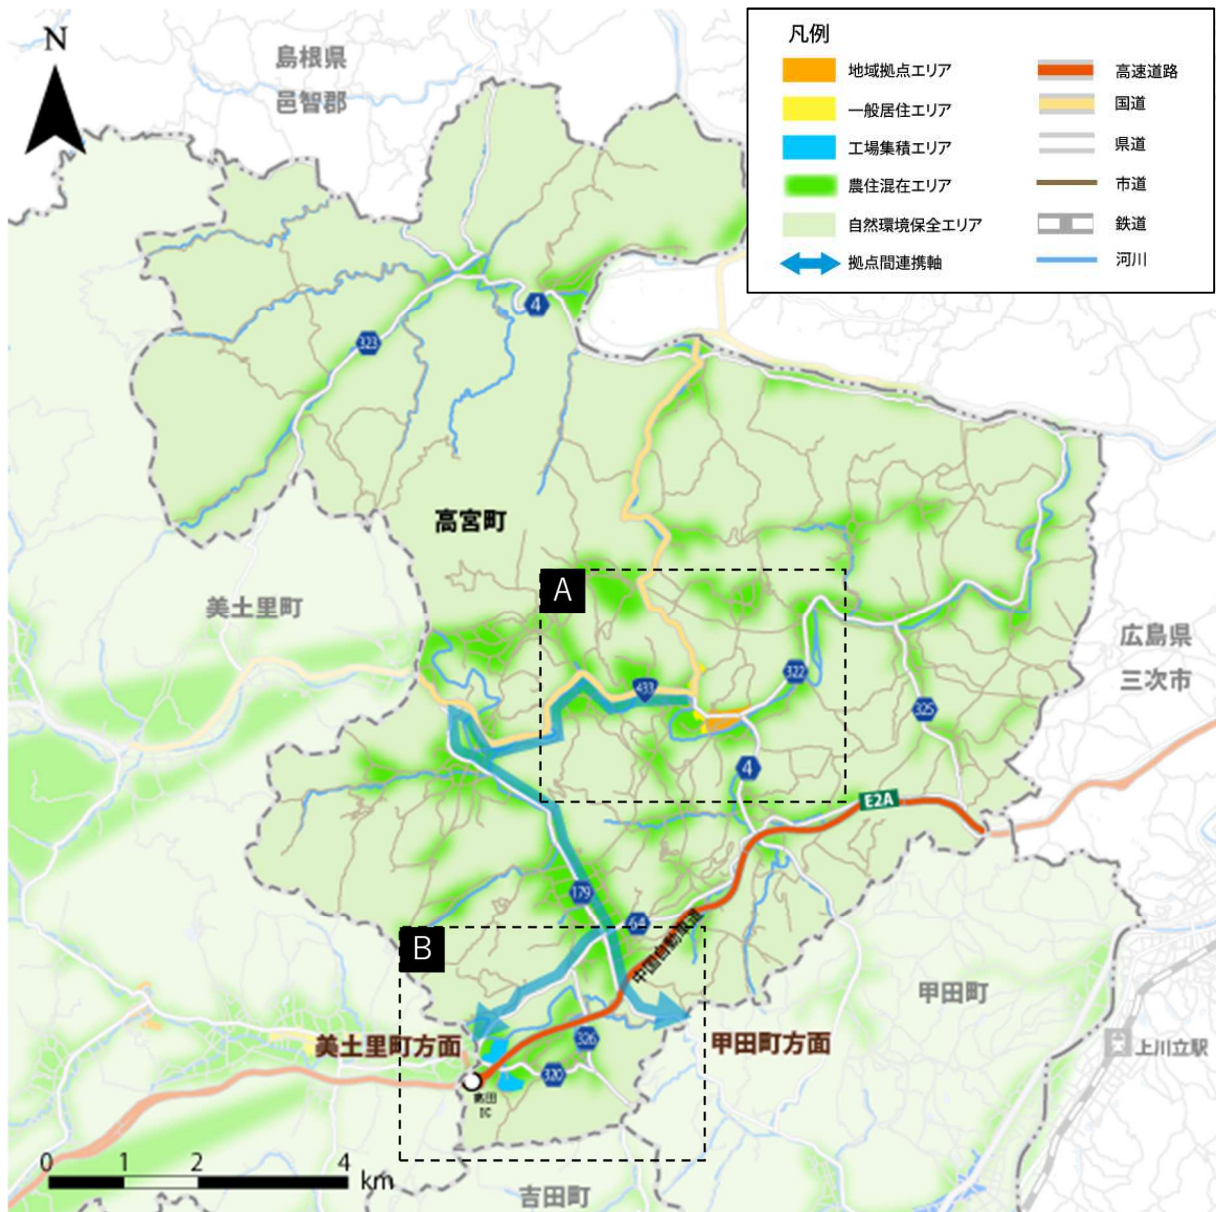 N
島根県
邑智郡
凡例
地域拠点エリア
一般居住エリア
工場集積エリア
農住混在エリア
自然環境保全エリア
拠点間連携軸
高速道路
国道
県道
市道
鉄道
河川
4
323
高宮町
美土里町
A
広島県
三次市
322
433
325
4
E2A
179
64
中国自動車道
B
甲田町
美土里町方面
甲田町方面
326
上川立駅
320
高田
IC
0
1
2
4
km
吉田町